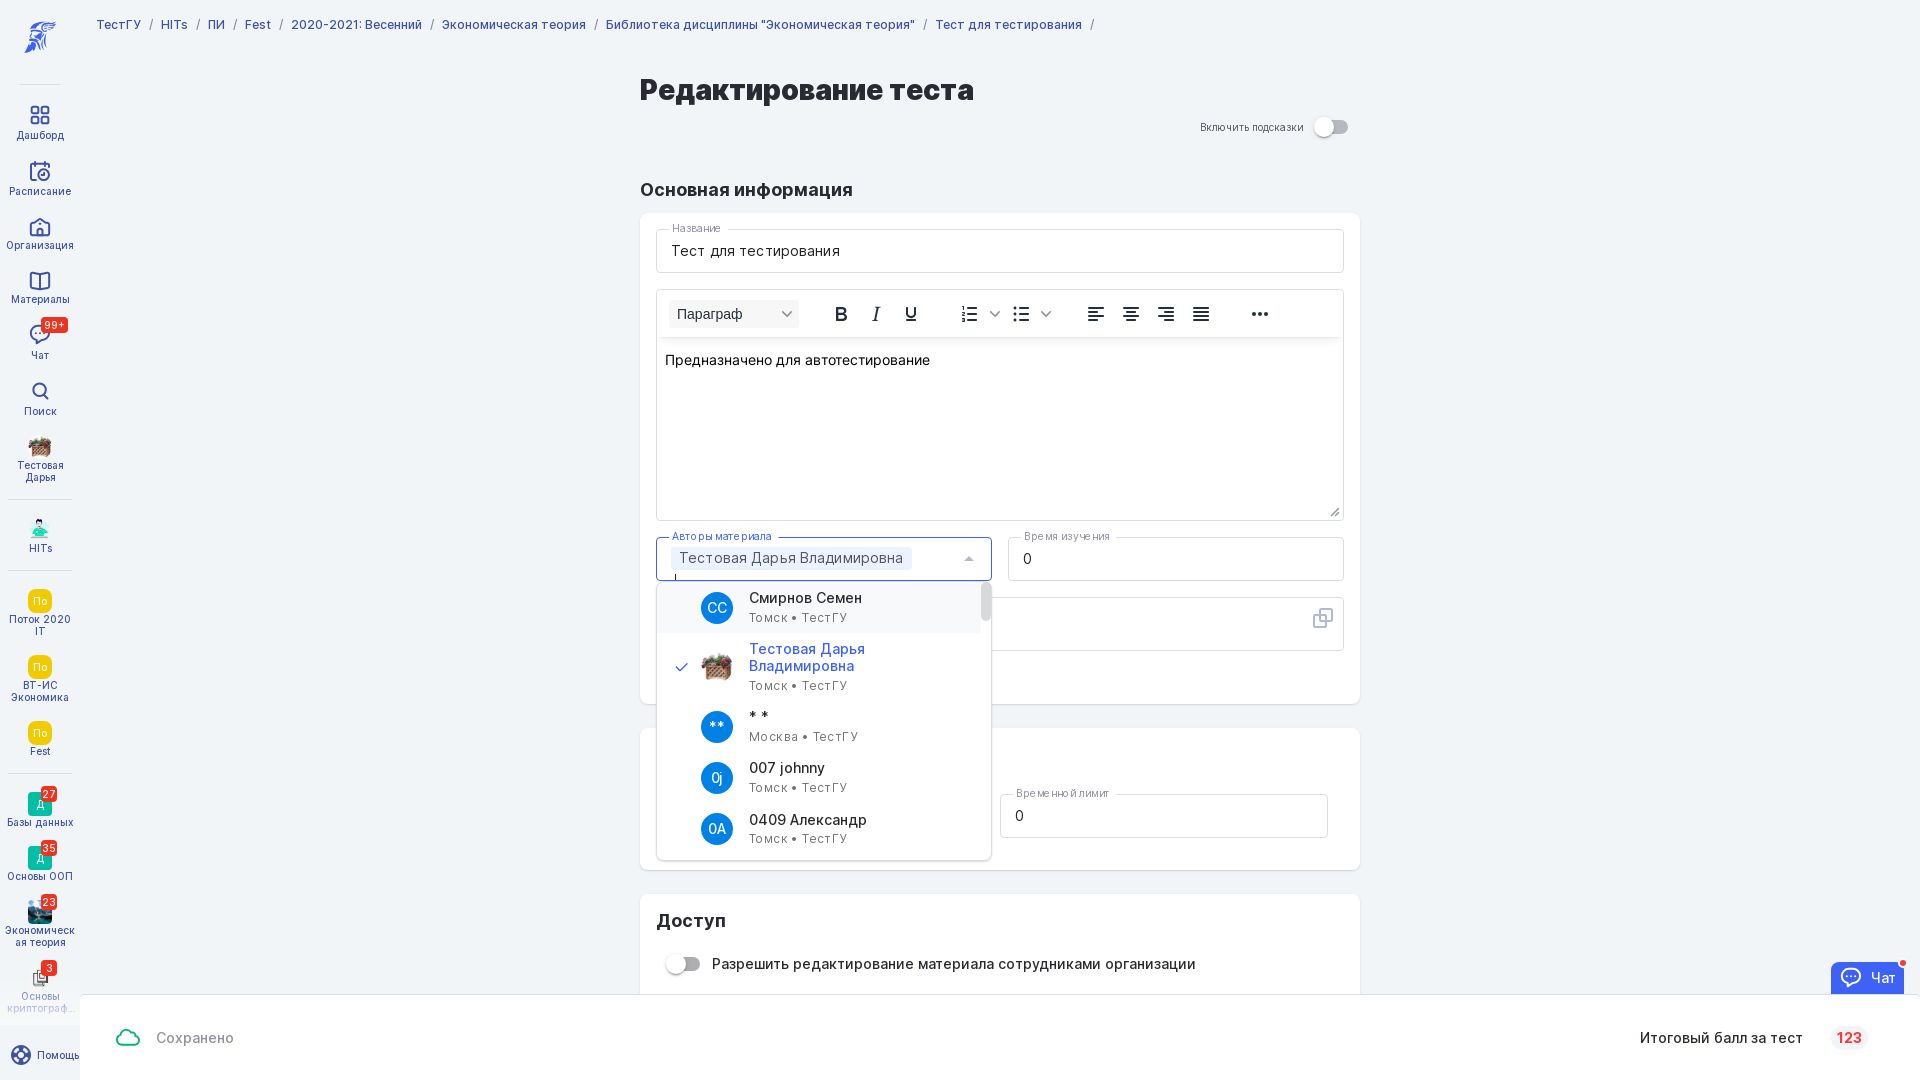 ТестГУ / HITs / ПИ / Fest / 2020-2021: Весенний / Экономическая теория / Библиотека дисциплины "Экономическая теория" / Тест для тестирования /
Дашборд
Расписание
Организация
Материалы
99+
Чат
Поиск
Тестовая
Дарья
HITs
По
Поток 2020
IT
По
ВТ-ИС
Экономика
По
Fest
27
Д
Базы данных
35
Д
Основы ООП
23
Экономическ
ая теория
3
Основы
криптограф...
Помощь
Редактирование теста
Включить подсказки
Основная информация
Название
Тест для тестирования
Параграф
Предназначено для автотестирование
Авторы материала
Тестовая Дарья Владимировна
Время изучения
0
СС
Смирнов Семен
Томск • ТестГУ
Тестовая Дарья
Владимировна
Томск • ТестГУ
**
* *
Москва • ТестГУ
0j
007 johnny
Томск • ТестГУ
0А
0409 Александр
Томск • ТестГУ
Временной лимит
0
Доступ
Разрешить редактирование материала сотрудниками организации
Чат
Сохранено
Итоговый балл за тест 123